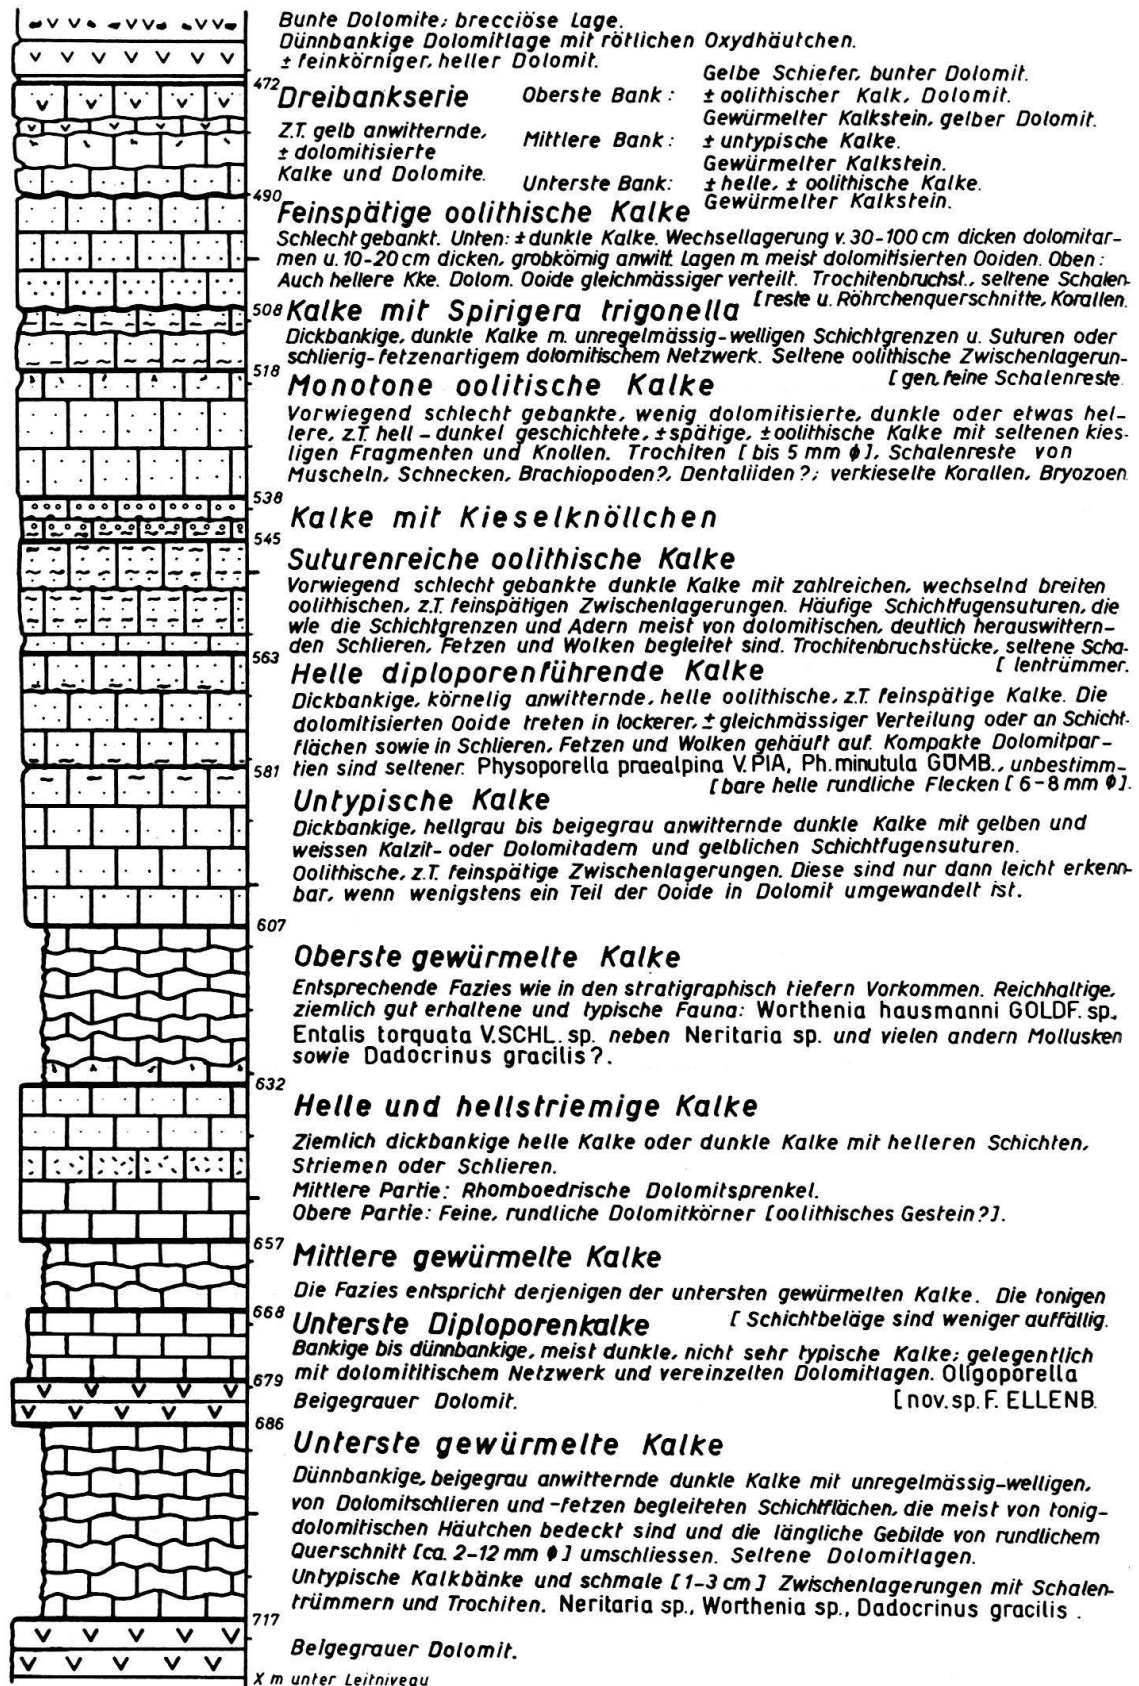 Bunte Dolomite; brecciöse Lage.
Dünnbankige Dolomitlage mit rötlichen Oxydhäutchen.
± feinkörniger, heller Dolomit.
472
Dreibankserie
Z.T. gelb anwitternde,
± dolomitisierte
Kalke und Dolomite.
Gelbe Schiefer, bunter Dolomit.
Oberste Bank: ± oolithischer Kalk, Dolomit.
Gewürmelter Kalkstein, gelber Dolomit.
Mittlere Bank: ± untypische Kalke.
Gewürmelter Kalkstein.
Unterste Bank: ± helle, ± oolithische Kalke.
Gewürmelter Kalkstein.
490
Feinspätige oolithische Kalke
Schlecht gebankt. Unten: ± dunkle Kalke. Wechsellagerung v. 30-100 cm dicken dolomitar-
men u. 10-20 cm dicken, grobkörnig anwitt. Lagen m. meist dolomitisierten Ooiden. Oben:
Auch hellere Kke. Dolom. Ooide gleichmässiger verteilt. Trochitenbruchst., seltene Schalen-
[reste u. Röhrchenquerschnitte, Korallen.
508
Kalke mit Spirigera trigonella
Dickbankige, dunkle Kalke m. unregelmässig-welligen Schichtgrenzen u. Suturen oder
schlierig-fetzenartigem dolomitischem Netzwerk. Seltene oolithische Zwischenlagerun-
[gen, feine Schalenreste.
518
Monotone oolitische Kalke
Vorwiegend schlecht gebankte, wenig dolomitisierte, dunkle oder etwas hel-
lere, z.T. hell-dunkel geschichtete, ± spätige, ± oolithische Kalke mit seltenen kies-
ligen Fragmenten und Knollen. Trochiten [bis 5 mm ϕ], Schalenreste von
Muscheln, Schnecken, Brachiopoden?, Dentaliiden?; verkieselte Korallen, Bryozoen
538
Kalke mit Kieselknöllchen
545
Suturenreiche oolithische Kalke
Vorwiegend schlecht gebankte dunkle Kalke mit zahlreichen, wechselnd breiten
oolithischen, z.T. feinspätigen Zwischenlagerungen. Häufige Schichtfugensuturen, die
wie die Schichtgrenzen und Adern meist von dolomitischen, deutlich herauswittern-
den Schlieren, Fetzen und Wolken begleitet sind. Trochitenbruchstücke, seltene Scha-
[lentrümmer.
563
Helle diploporenführende Kalke
Dickbankige, körnelig anwitternde, helle oolithische, z.T. feinspätige Kalke. Die
dolomitisierten Ooide treten in lockerer, ± gleichmässiger Verteilung oder an Schicht-
flächen sowie in Schlieren, Fetzen und Wolken gehäuft auf. Kompakte Dolomitpar-
tien sind seltener. Physoporella praealpina V. PIA, Ph. minutula GÜMB., unbestimm-
[bare helle rundliche Flecken [6-8 mm ϕ].
581
Untypische Kalke
Dickbankige, hellgrau bis beigegrau anwitternde dunkle Kalke mit gelben und
weissen Kalzit- oder Dolomitadern und gelblichen Schichtfugensuturen.
Oolithische, z.T. feinspätige Zwischenlagerungen. Diese sind nur dann leicht erkenn-
bar, wenn wenigstens ein Teil der Ooide in Dolomit umgewandelt ist.
607
Oberste gewürmelte Kalke
Entsprechende Fazies wie in den stratigraphisch tiefern Vorkommen. Reichhaltige,
ziemlich gut erhaltene und typische Fauna: Worthenia hausmanni GOLDF. sp.,
Entalis torquata V. SCHL. sp. neben Neritaria sp. und vielen andern Mollusken
sowie Dadocrinus gracilis?.
632
Helle und hellstriemige Kalke
Ziemlich dickbankige helle Kalke oder dunkle Kalke mit helleren Schichten,
Striemen oder Schlieren.
Mittlere Partie: Rhomboedrische Dolomitsprenkel.
Obere Partie: Feine, rundliche Dolomitkörner [oolithisches Gestein?].
657
Mittlere gewürmelte Kalke
Die Fazies entspricht derjenigen der untersten gewürmelten Kalke. Die tonigen
[Schichtbeläge sind weniger auffällig.
668
Unterste Diploporenkalke
Bankige bis dünnbankige, meist dunkle, nicht sehr typische Kalke; gelegentlich
mit dolomititischem Netzwerk und vereinzelten Dolomitlagen. Oligoporella
[nov. sp. F. ELLENB.
679
Beigegrauer Dolomit.
686
Unterste gewürmelte Kalke
Dünnbankige, beigegrau anwitternde dunkle Kalke mit unregelmässig-welligen,
von Dolomitschlieren und -fetzen begleiteten Schichtflächen, die meist von tonig-
dolomitischen Häutchen bedeckt sind und die längliche Gebilde von rundlichem
Querschnitt [ca. 2-12 mm ϕ] umschliessen. Seltene Dolomitlagen.
Untypische Kalkbänke und schmale [1-3 cm] Zwischenlagerungen mit Schalen-
trümmern und Trochiten. Neritaria sp., Worthenia sp., Dadocrinus gracilis.
717
Beigegrauer Dolomit.
X m unter Leitniveau